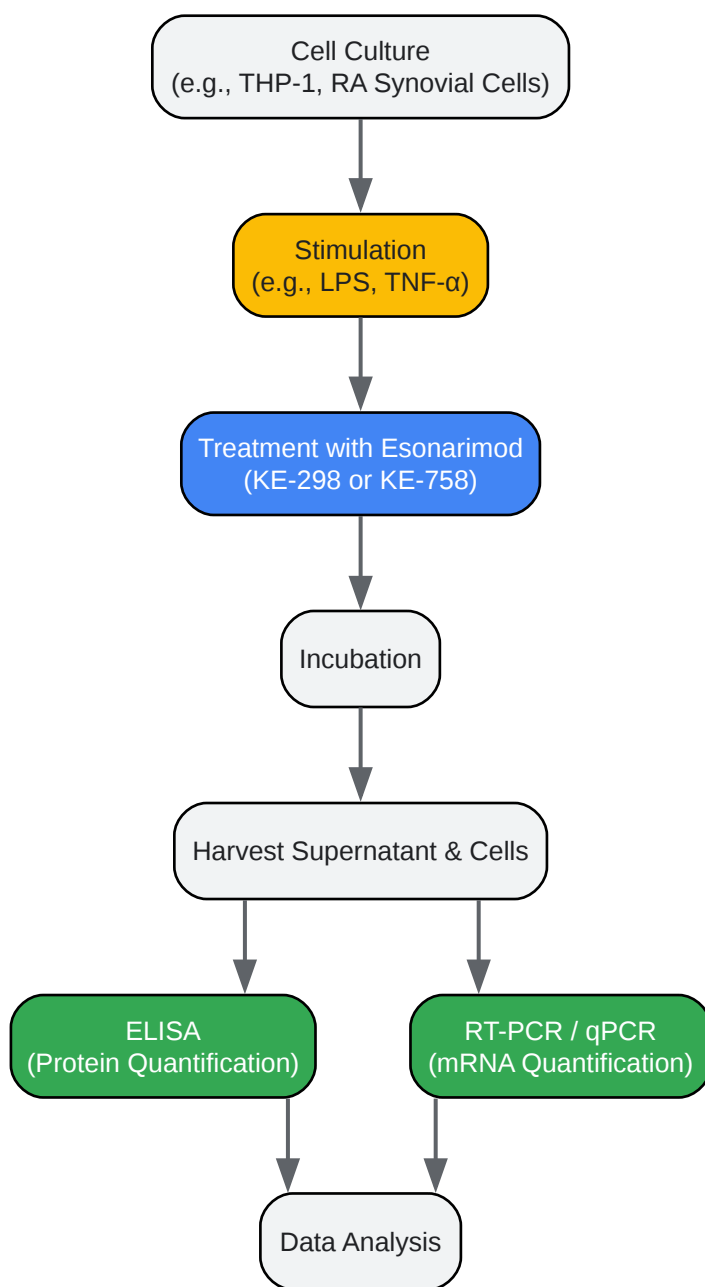 Cell Culture
(e.g., THP-1, RA Synovial Cells)
Stimulation
(e.g., LPS, TNF-α)
Treatment with Esonarimod
(KE-298 or KE-758)
Incubation
Harvest Supernatant & Cells
ELISA
(Protein Quantification)
RT-PCR / qPCR
(mRNA Quantification)
Data Analysis